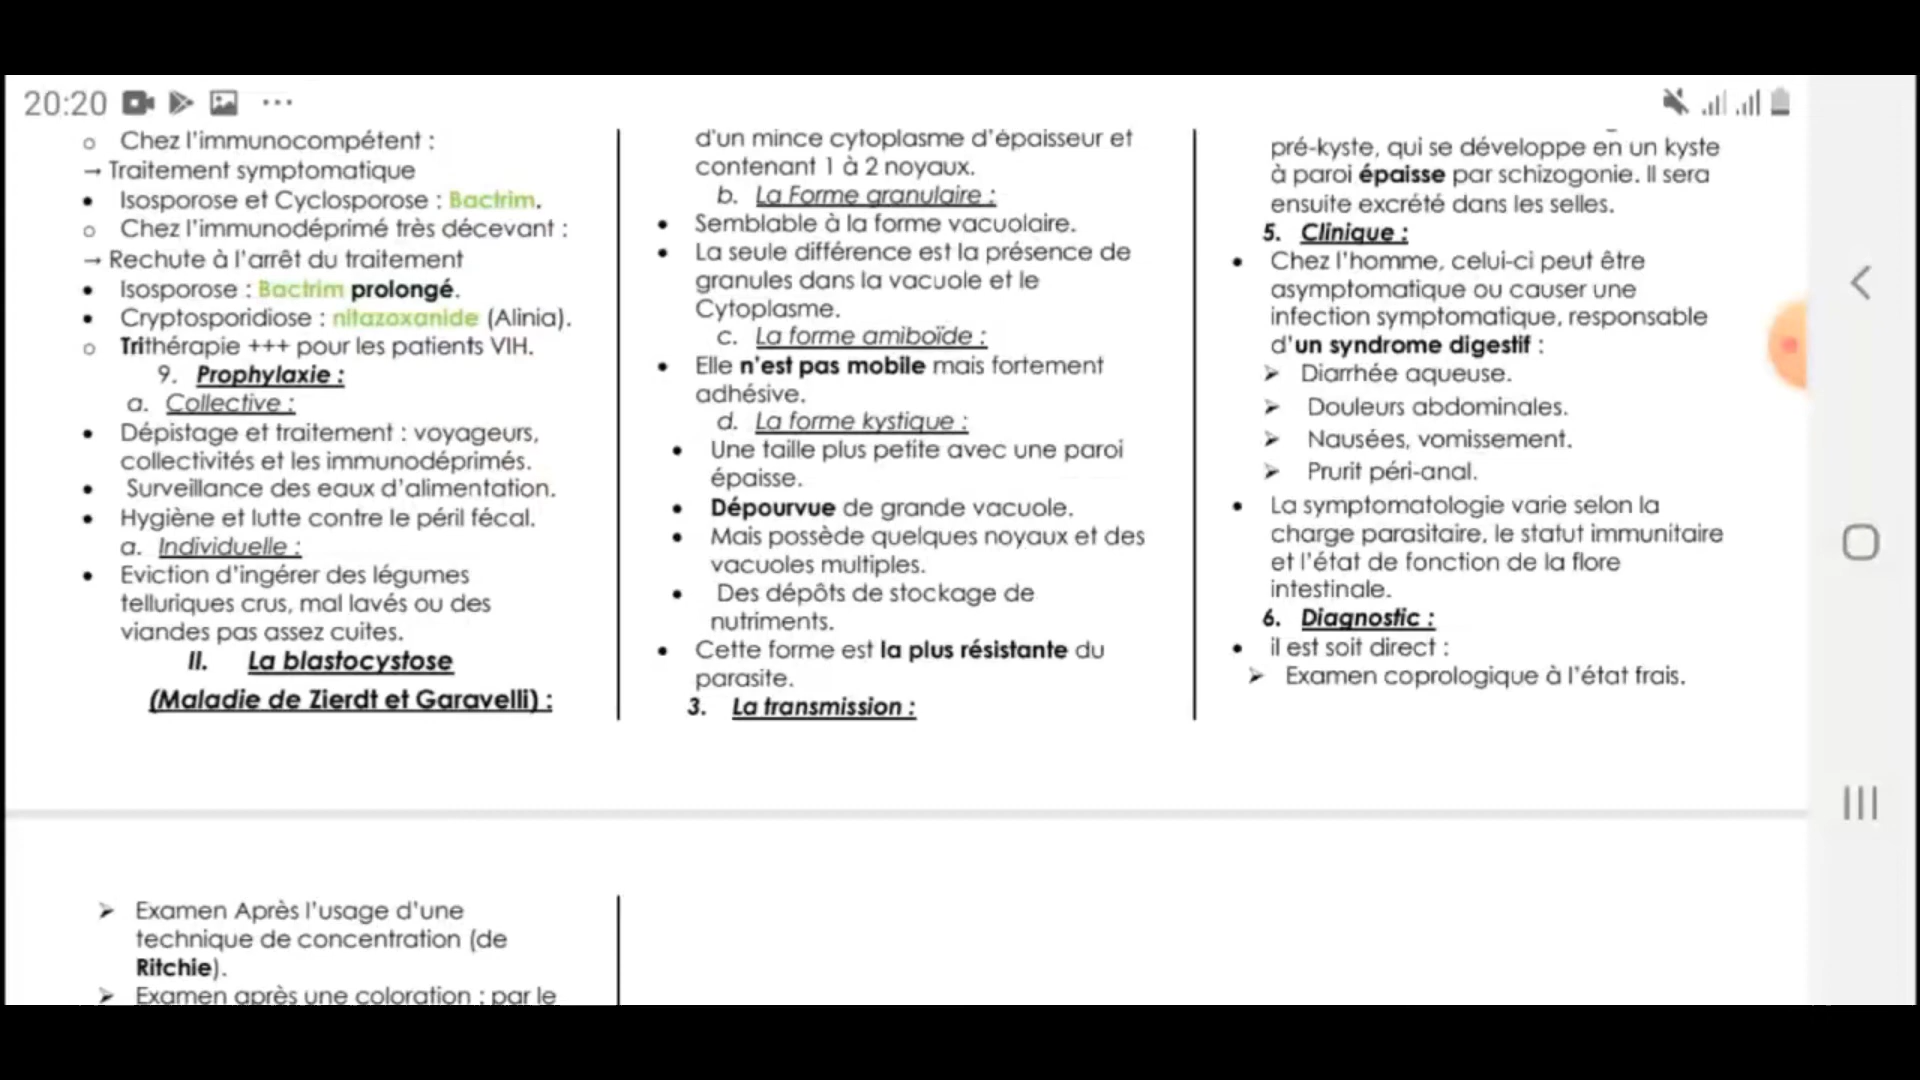 20:20
o Chez l'immunocompétent :
→ Traitement symptomatique
• Isosporose et Cyclosporose : Bactrim.
o Chez l'immunodéprimé très décevant :
→ Rechute à l'arrêt du traitement
• Isosporose : Bactrim prolongé.
• Cryptosporidiose : nitazoxanide (Alinia).
o Trithérapie +++ pour les patients VIH.
9. Prophylaxie :
a. Collective :
• Dépistage et traitement : voyageurs,
collectivités et les immunodéprimés.
• Surveillance des eaux d'alimentation.
• Hygiène et lutte contre le péril fécal.
a. Individuelle :
• Eviction d'ingérer des légumes
telluriques crus, mal lavés ou des
viandes pas assez cuites.
II. La blastocystose
(Maladie de Zierdt et Garavelli) :
d'un mince cytoplasme d'épaisseur et
contenant 1 à 2 noyaux.
b. La Forme granulaire :
• Semblable à la forme vacuolaire.
• La seule différence est la présence de
granules dans la vacuole et le
Cytoplasme.
c. La forme amiboïde :
• Elle n'est pas mobile mais fortement
adhésive.
d. La forme kystique :
• Une taille plus petite avec une paroi
épaisse.
• Dépourvue de grande vacuole.
• Mais possède quelques noyaux et des
vacuoles multiples.
• Des dépôts de stockage de
nutriments.
• Cette forme est la plus résistante du
parasite.
3. La transmission :
pré-kyste, qui se développe en un kyste
à paroi épaisse par schizogonie. Il sera
ensuite excrété dans les selles.
5. Clinique :
• Chez l'homme, celui-ci peut être
asymptomatique ou causer une
infection symptomatique, responsable
d'un syndrome digestif :
➢ Diarrhée aqueuse.
➢ Douleurs abdominales.
➢ Nausées, vomissement.
➢ Prurit péri-anal.
• La symptomatologie varie selon la
charge parasitaire, le statut immunitaire
et l'état de fonction de la flore
intestinale.
6. Diagnostic :
• il est soit direct :
➢ Examen coprologique à l'état frais.
➢ Examen Après l'usage d'une
technique de concentration (de
Ritchie).
➢ Examen après une coloration : par le